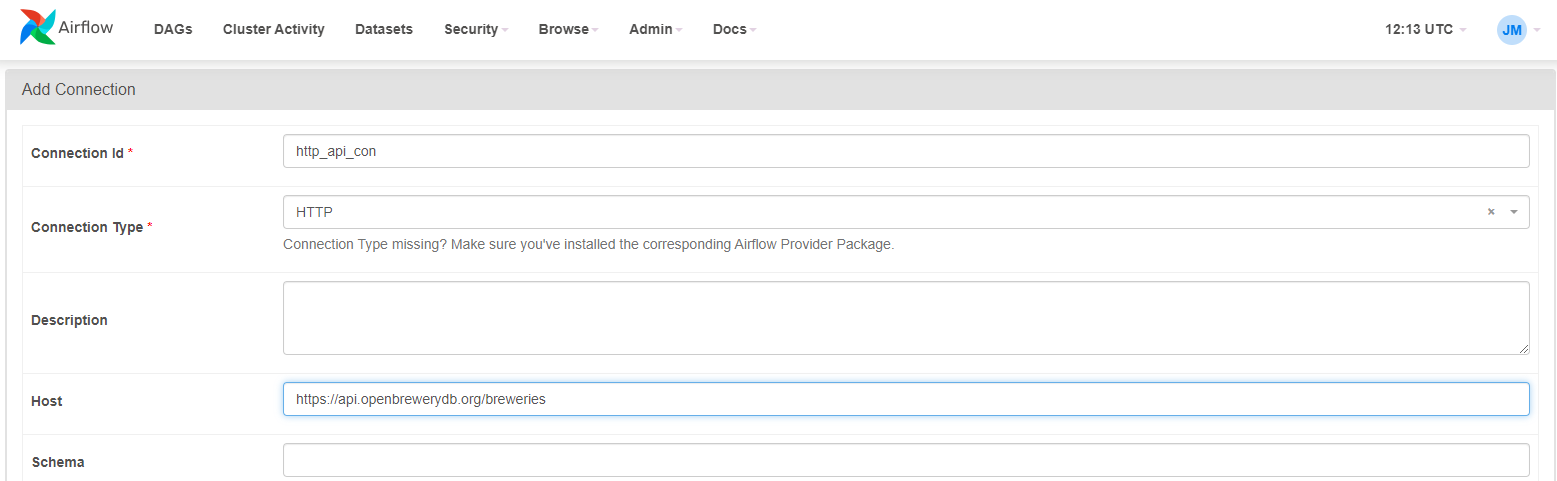 Airflow DAGs Cluster Activity Datasets Security Browse Admin Docs 12:13 UTC JM
Add Connection
Connection Id * http_api_con
Connection Type * HTTP × 
Connection Type missing? Make sure you've installed the corresponding Airflow Provider Package.
Description
Host https://api.openbrewerydb.org/breweries
Schema